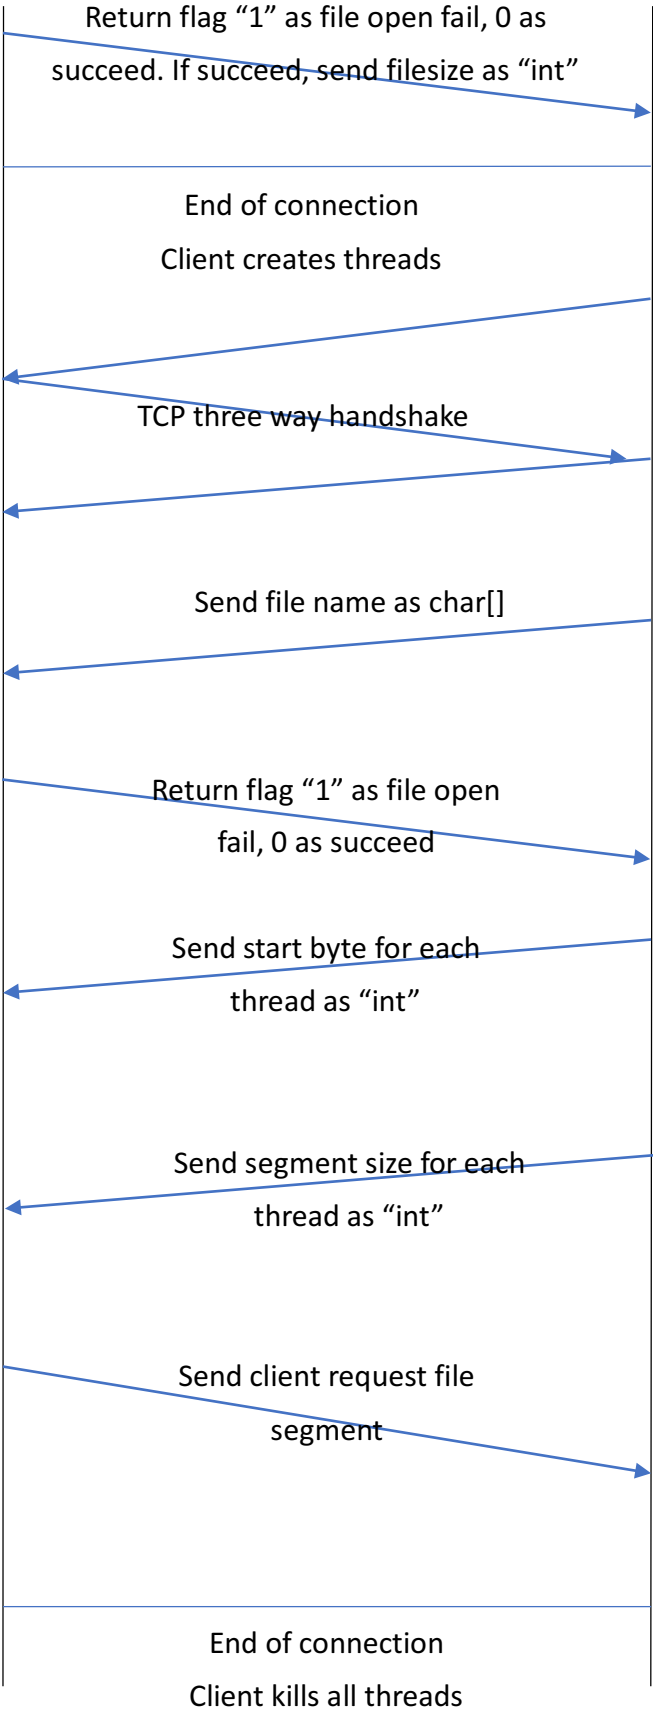 Return flag “1” as file open fail, 0 as
succeed. If succeed, send filesize as “int”
End of connection
Client creates threads
TCP three way handshake
Send file name as char[]
Return flag “1” as file open
fail, 0 as succeed
Send start byte for each
thread as “int”
Send segment size for each
thread as “int”
Send client request file
segment
End of connection
Client kills all threads